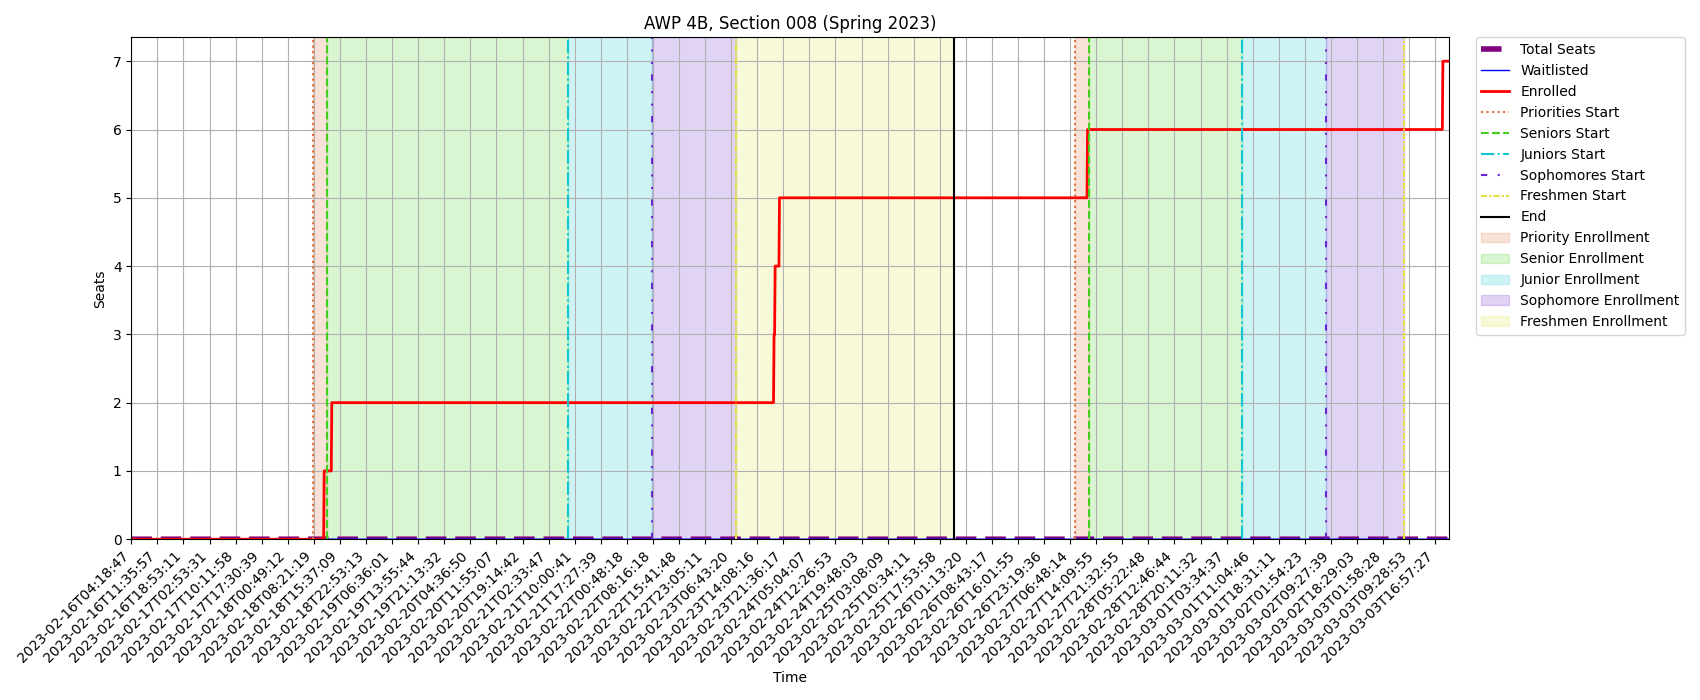 AWP 4B, Section 008 (Spring 2023)
Seats
7
6
5
4
3
2
1
0
2023-02-16T04:18:47
2023-02-16T11:35:57
2023-02-16T18:53:11
2023-02-17T02:53:31
2023-02-17T10:11:58
2023-02-17T17:30:39
2023-02-18T00:49:12
2023-02-18T08:21:19
2023-02-18T15:37:09
2023-02-18T22:53:13
2023-02-19T06:36:01
2023-02-19T13:55:44
2023-02-19T21:13:32
2023-02-20T04:36:50
2023-02-20T11:55:07
2023-02-20T19:14:42
2023-02-21T02:33:47
2023-02-21T10:00:41
2023-02-21T17:27:39
2023-02-22T00:48:18
2023-02-22T08:16:18
2023-02-22T15:41:48
2023-02-22T23:05:11
2023-02-23T06:43:20
2023-02-23T14:08:16
2023-02-23T21:36:17
2023-02-24T05:04:07
2023-02-24T12:26:53
2023-02-24T19:48:03
2023-02-25T03:08:09
2023-02-25T10:34:11
2023-02-25T17:53:58
2023-02-26T01:13:20
2023-02-26T08:43:17
2023-02-26T16:01:55
2023-02-26T23:19:36
2023-02-27T06:48:14
2023-02-27T14:09:55
2023-02-27T21:32:55
2023-02-28T05:22:48
2023-02-28T12:46:44
2023-02-28T20:11:32
2023-03-01T03:34:37
2023-03-01T11:04:46
2023-03-01T18:31:11
2023-03-02T01:54:23
2023-03-02T09:27:39
2023-03-02T18:29:03
2023-03-03T01:58:28
2023-03-03T09:28:53
2023-03-03T16:57:27
Time
Total Seats
Waitlisted
Enrolled
Priorities Start
Seniors Start
Juniors Start
Sophomores Start
Freshmen Start
End
Priority Enrollment
Senior Enrollment
Junior Enrollment
Sophomore Enrollment
Freshmen Enrollment